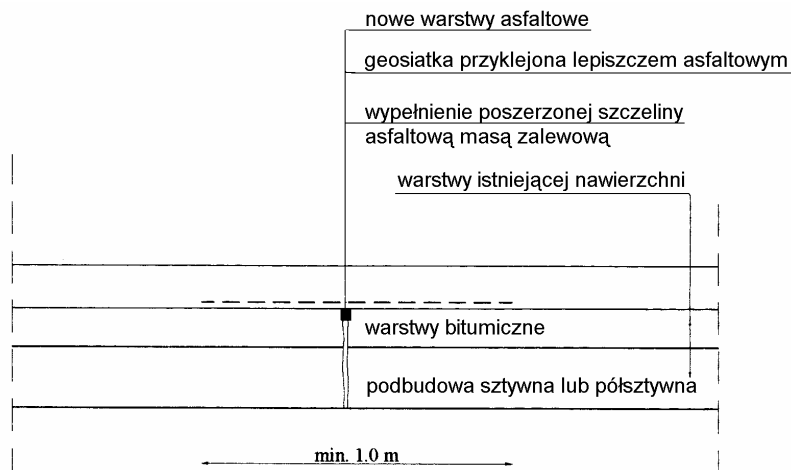 nowe warstwy asfaltowe
geosiatka przyklejona lepiszczem asfaltowym
wypełnienie poszerzonej szczeliny
asfaltową masą zalewową
warstwy istniejącej nawierzchni
warstwy bitumiczne
podbudowa sztywna lub półsztywna
min. 1.0 m